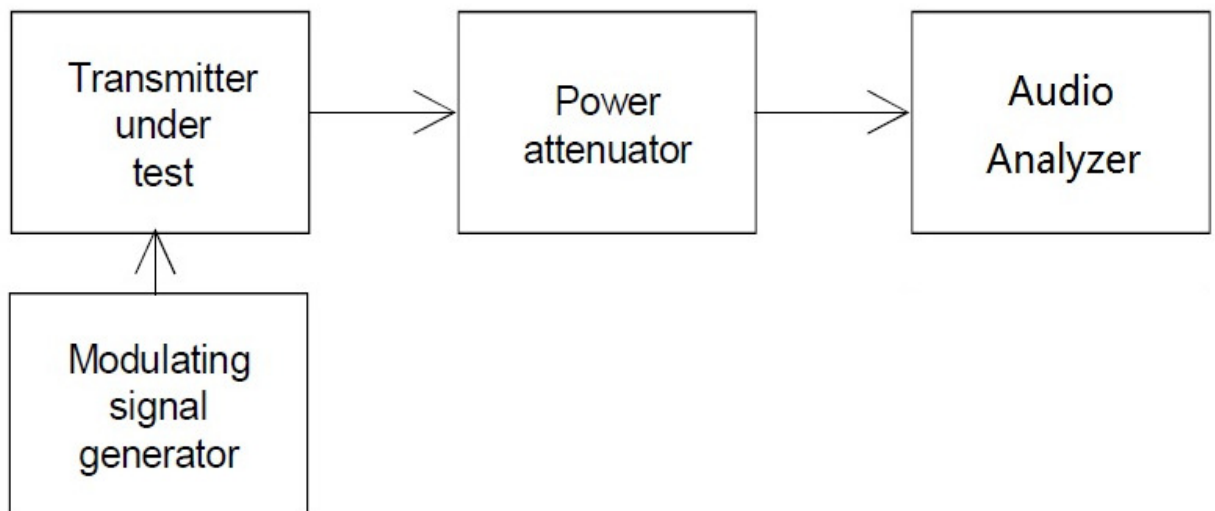 Transmitter
under
test
Power
attenuator
Audio
Analyzer
Modulating
signal
generator